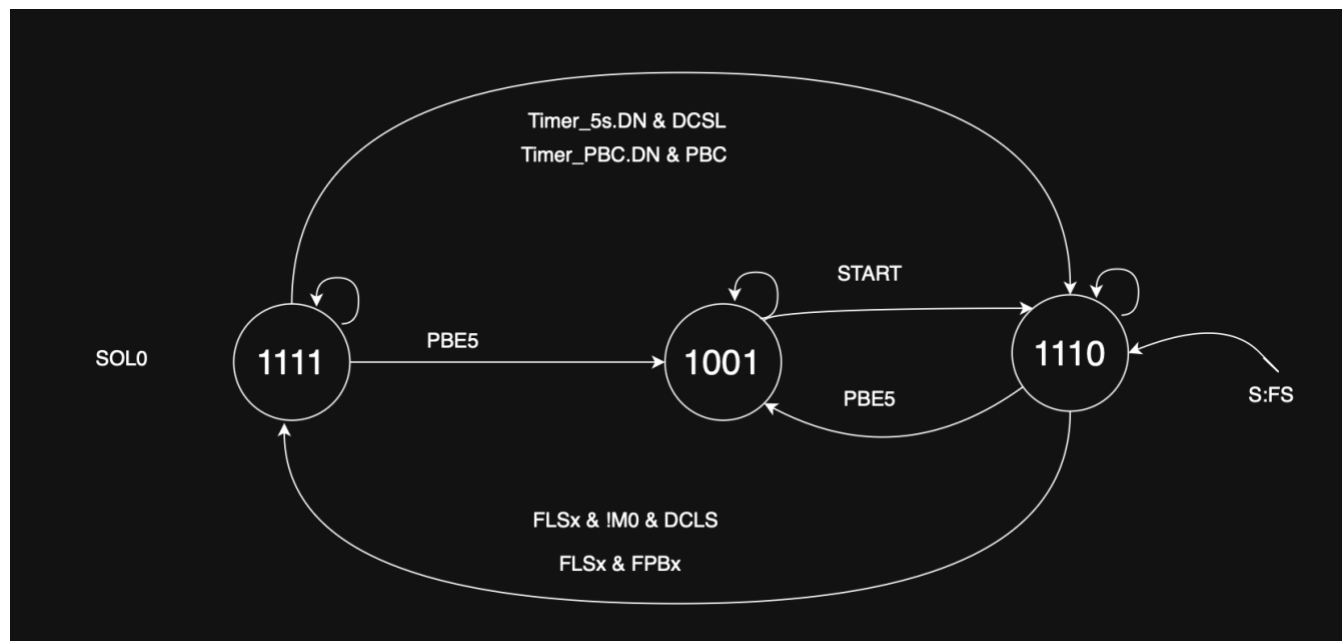 Timer_5s.DN & DCSL
Timer_PBC.DN & PBC
START
PBE5
SOL0
1111
1001
1110
PBE5
S:FS
FLSx & !M0 & DCLS
FLSx & FPBx